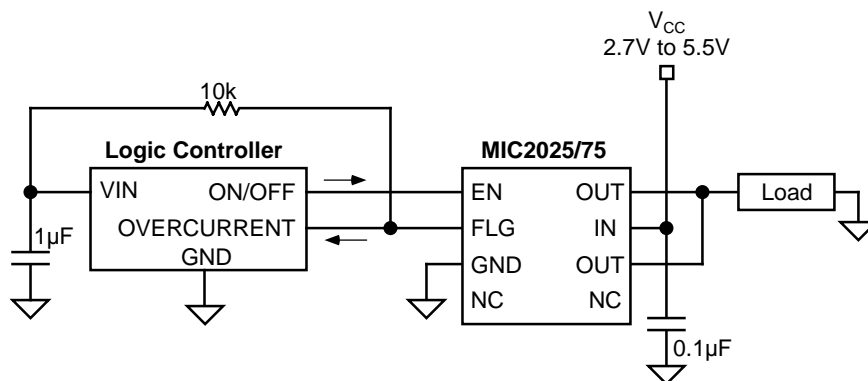 V_CC
2.7V to 5.5V
10k
Logic Controller
MIC2025/75
VIN
ON/OFF
EN
OUT
Load
OVERCURRENT
FLG
IN
1µF
GND
GND
OUT
NC
NC
0.1µF